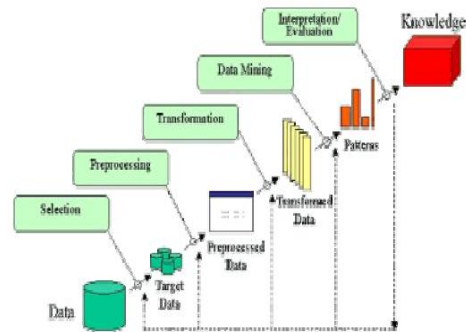 Interpretation/
Evaluation
Knowledge
Data Mining
Transformation
Patterns
Preprocessing
Transformed
Data
Selection
Preprocessed
Data
Target
Data
Data